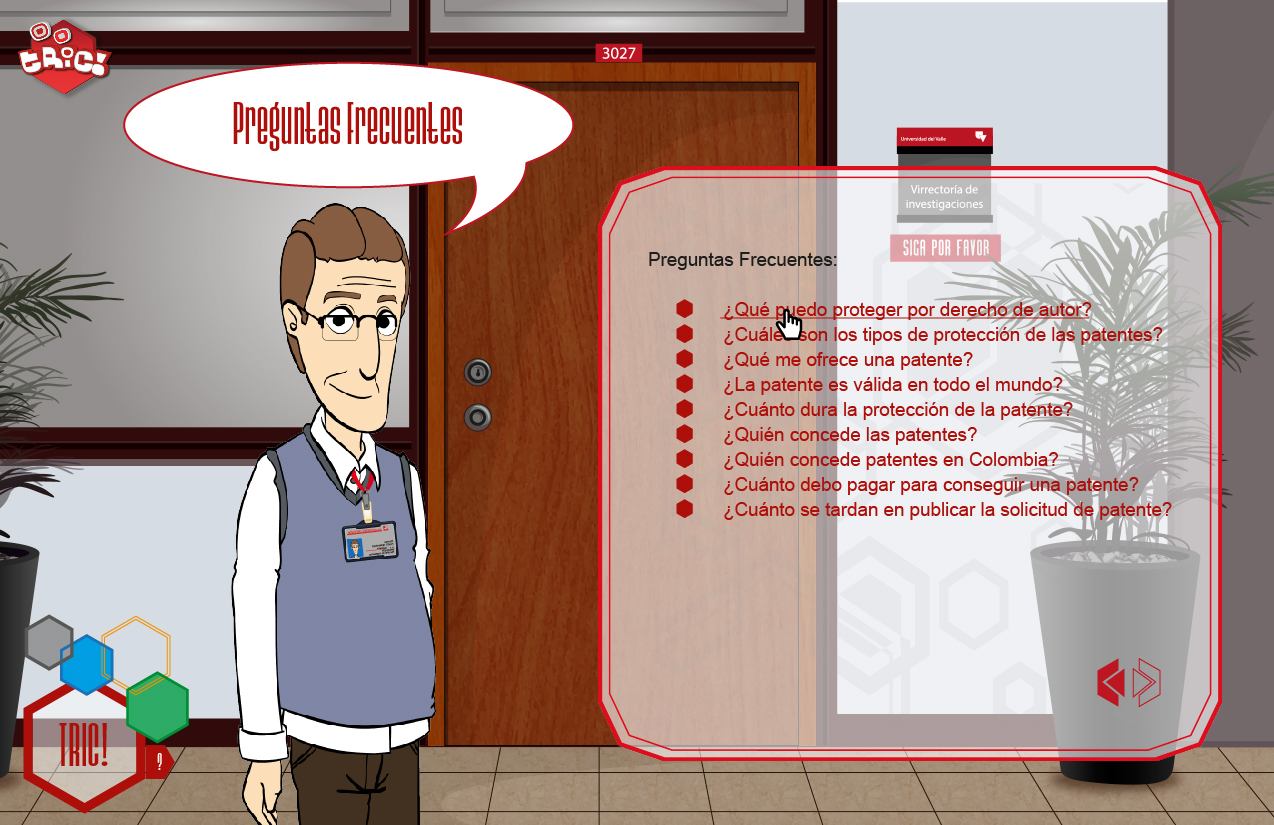 TRIC!
3027
Preguntas Frecuentes
Universidad del Valle
Virrectoría de
investigaciones
SIGA POR FAVOR
Preguntas Frecuentes:
¿Qué puedo proteger por derecho de autor?
¿Cuáles son los tipos de protección de las patentes?
¿Qué me ofrece una patente?
¿La patente es válida en todo el mundo?
¿Cuánto dura la protección de la patente?
¿Quién concede las patentes?
¿Quién concede patentes en Colombia?
¿Cuánto debo pagar para conseguir una patente?
¿Cuánto se tardan en publicar la solicitud de patente?
TRIC!
?